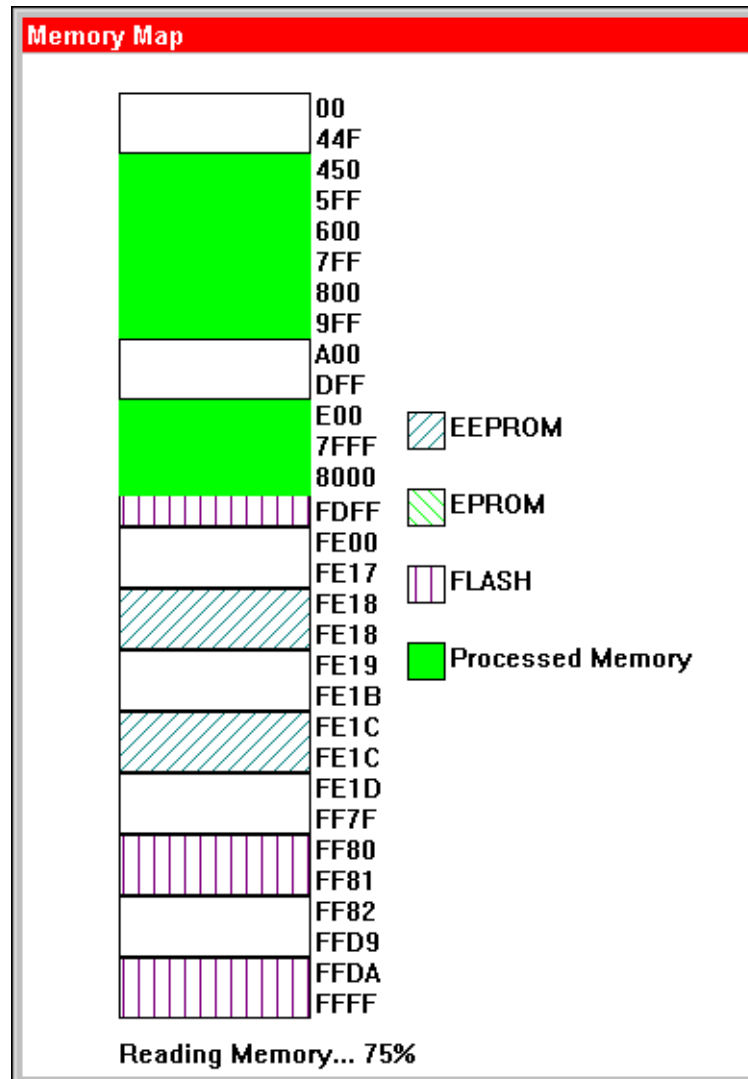 Memory Map
00
44F
450
5FF
600
7FF
800
9FF
A00
DFF
E00
7FFF
8000
FDFF
FE00
FE17
FE18
FE18
FE19
FE1B
FE1C
FE1C
FE1D
FF7F
FF80
FF81
FF82
FFD9
FFDA
FFFF
EEPROM
EPROM
FLASH
Processed Memory
Reading Memory... 75%